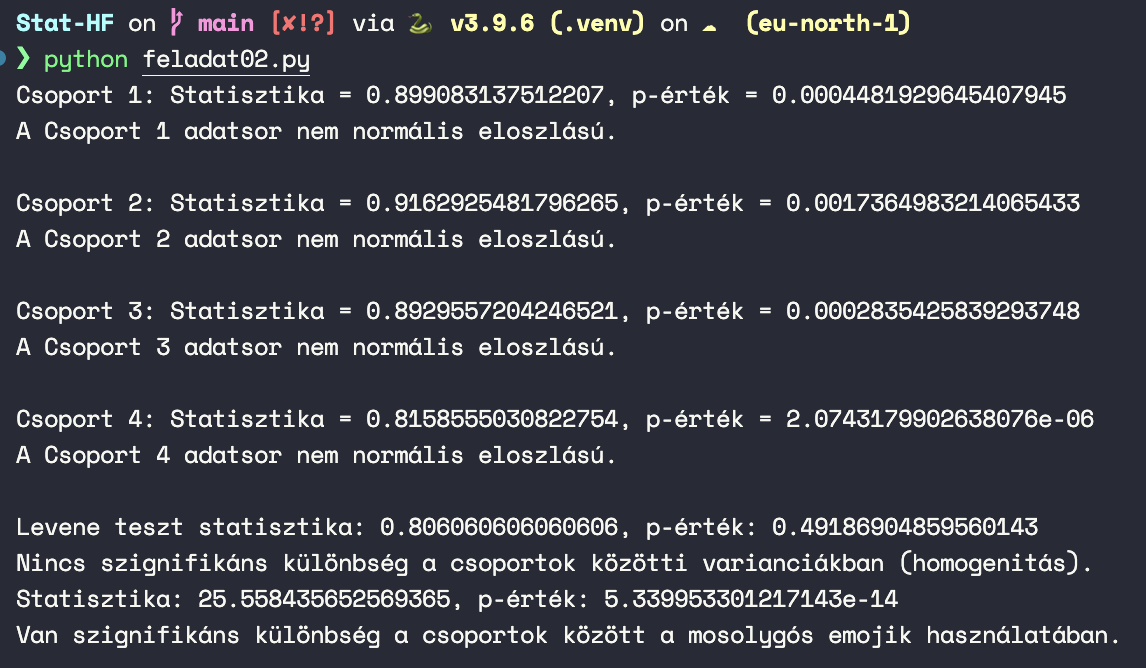 Stat-HF on main [✘!?] via 🐍 v3.9.6 (.venv) on ☁ (eu-north-1)
❯ python feladat02.py
Csoport 1: Statisztika = 0.899083137512207, p-érték = 0.0004481929645407945
A Csoport 1 adatsor nem normális eloszlású.
Csoport 2: Statisztika = 0.9162925481796265, p-érték = 0.0017364983214065433
A Csoport 2 adatsor nem normális eloszlású.
Csoport 3: Statisztika = 0.8929557204246521, p-érték = 0.00028354258392 93748
A Csoport 3 adatsor nem normális eloszlású.
Csoport 4: Statisztika = 0.8158555030822754, p-érték = 2.0743179902638076e-06
A Csoport 4 adatsor nem normális eloszlású.
Levene teszt statisztika: 0.806060606060606, p-érték: 0.49186904859560143
Nincs szignifikáns különbség a csoportok közötti varianciákban (homogenitás).
Statisztika: 25.558435652569365, p-érték: 5.339953301217143e-14
Van szignifikáns különbség a csoportok között a mosolygós emojik használatában.